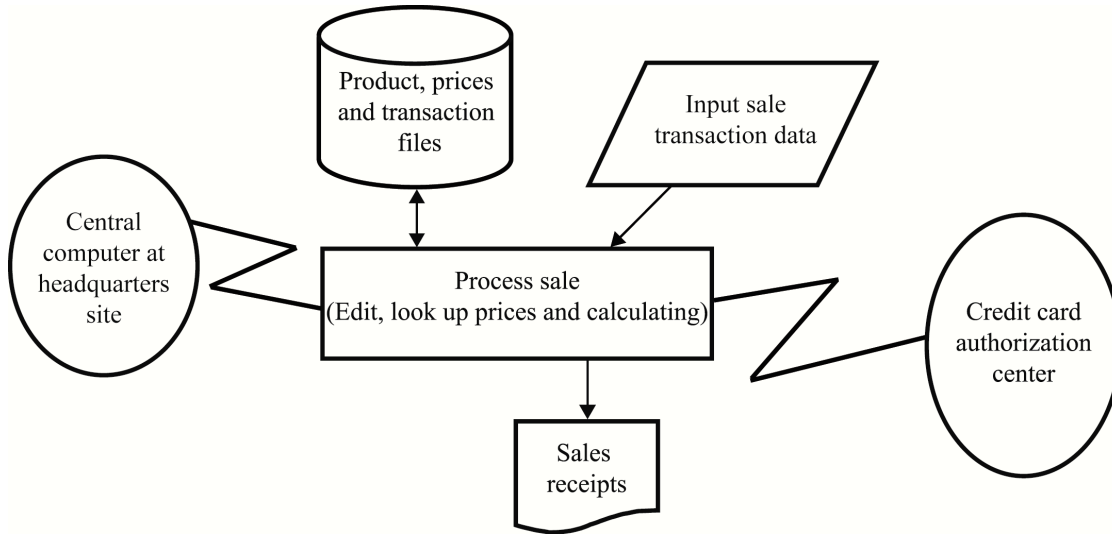 Product, prices
and transaction
files
Input sale
transaction data
Central
computer at
headquarters
site
Process sale
(Edit, look up prices and calculating)
Credit card
authorization
center
Sales
receipts